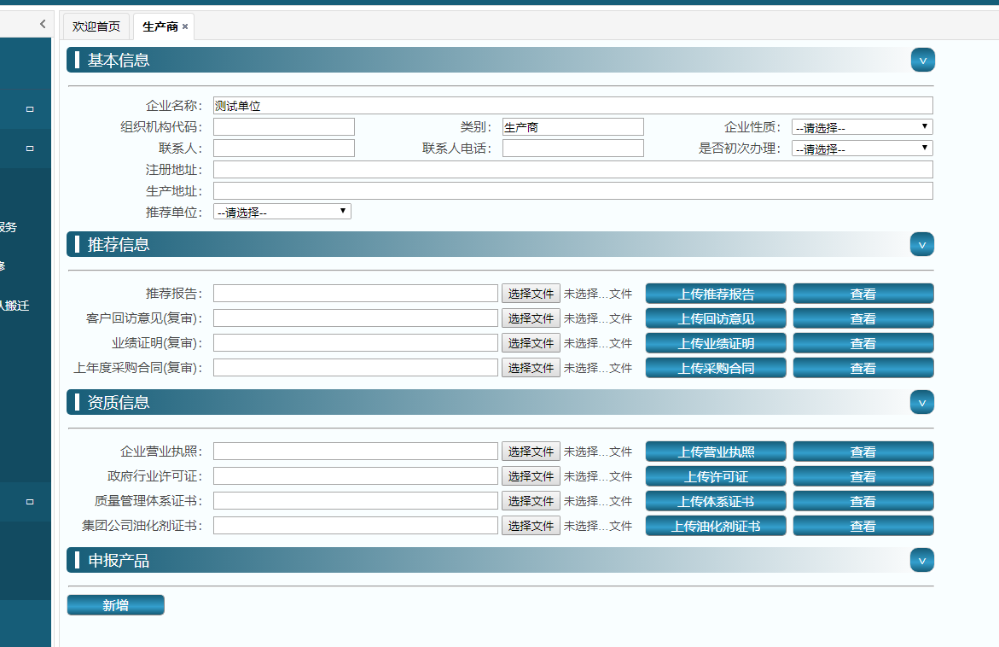 欢迎首页 生产商
基本信息
企业名称: 测试单位
组织机构代码: 类别: 生产商 企业性质: --请选择--
联系人: 联系人电话: 是否初次办理: --请选择--
注册地址:
生产地址:
推荐单位: --请选择--
推荐信息
推荐报告: 选择文件 未选择...文件 上传推荐报告 查看
客户回访意见(复审): 选择文件 未选择...文件 上传回访意见 查看
业绩证明(复审): 选择文件 未选择...文件 上传业绩证明 查看
上年度采购合同(复审): 选择文件 未选择...文件 上传采购合同 查看
资质信息
企业营业执照: 选择文件 未选择...文件 上传营业执照 查看
政府行业许可证: 选择文件 未选择...文件 上传许可证 查看
质量管理体系证书: 选择文件 未选择...文件 上传体系证书 查看
集团公司油化剂证书: 选择文件 未选择...文件 上传油化剂证书 查看
申报产品
新增
服务
修
搬迁